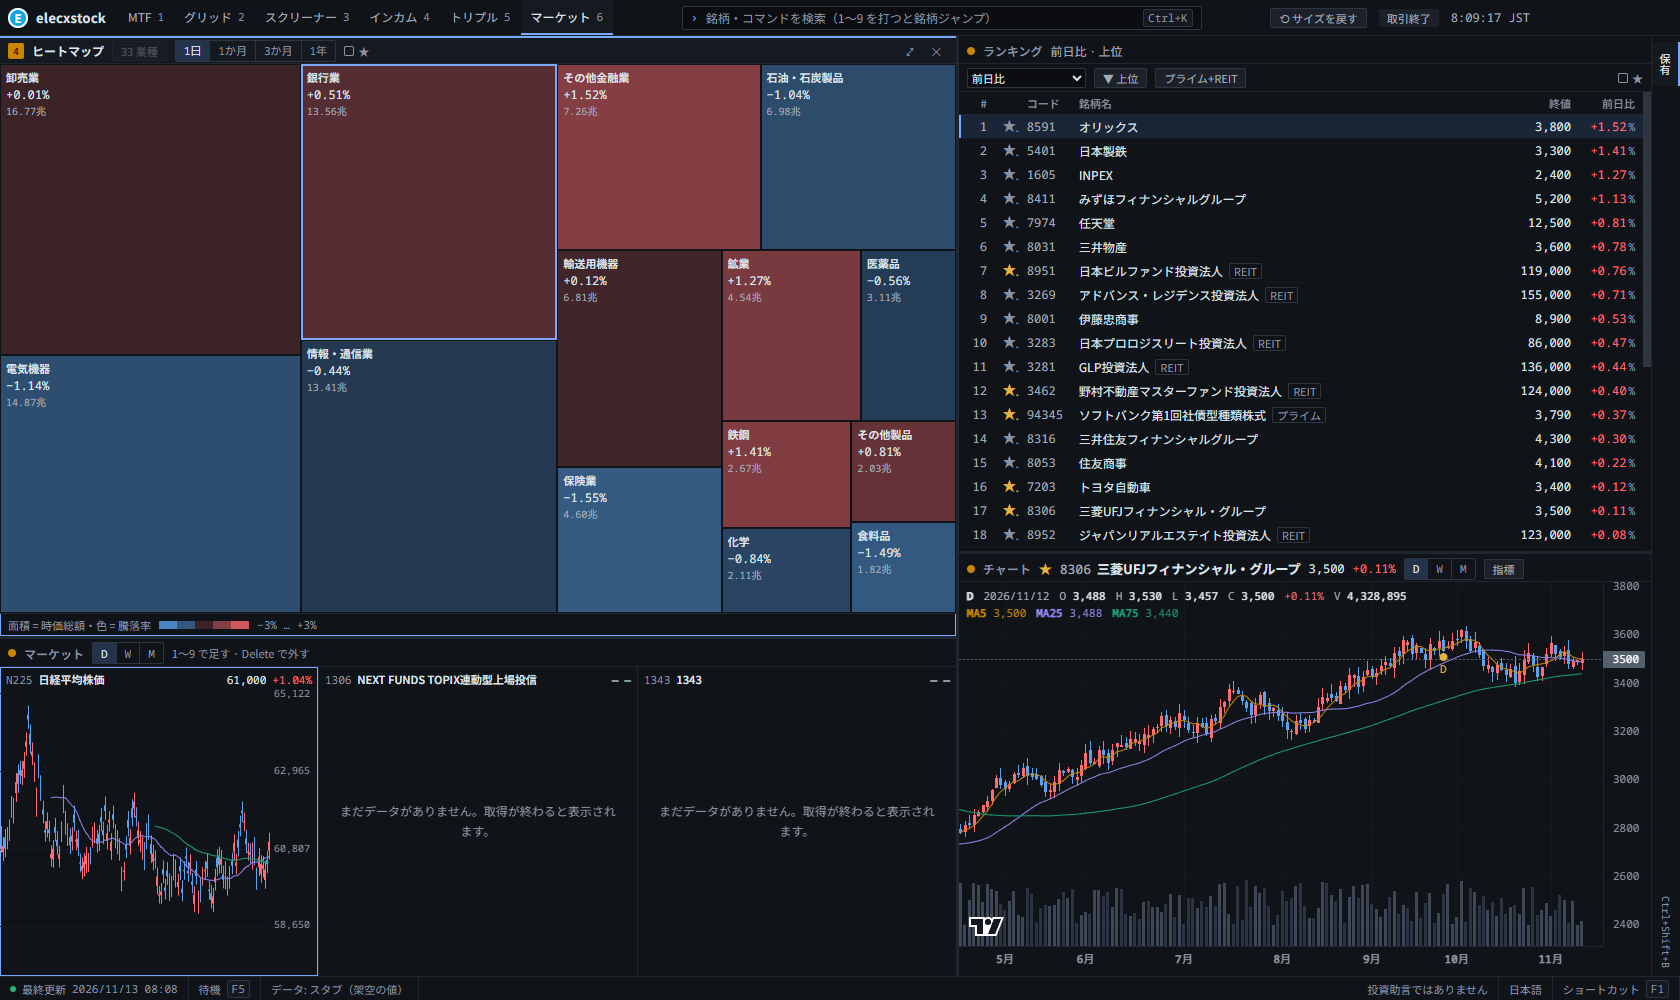 elecxstock MTF 1 グリッド 2 スクリーナー 3 インカム 4 トリプル 5 マーケット 6 › 銘柄・コマンドを検索（1〜9 を打つと銘柄ジャンプ） Ctrl+K サイズを戻す 取引終了 8:09:17 JST
4 ヒートマップ 33 業種 1日 1か月 3か月 1年 ★
卸売業
+0.01%
16.77兆
銀行業
+0.51%
13.56兆
その他金融業
+1.52%
7.26兆
石油・石炭製品
−1.04%
6.98兆
輸送用機器
+0.12%
6.81兆
鉱業
+1.27%
4.54兆
医薬品
−0.56%
3.11兆
電気機器
−1.14%
14.87兆
情報・通信業
−0.44%
13.41兆
鉄鋼
+1.41%
2.67兆
その他製品
+0.81%
2.03兆
保険業
−1.55%
4.60兆
化学
−0.84%
2.11兆
食料品
−1.49%
1.82兆
面積＝時価総額・色＝騰落率 −3% … +3%
マーケット D W M 1〜9 で足す・Delete で外す
N225 日経平均株価 61,000 +1.04%
65,122
62,965
60,807
58,650
1306 NEXT FUNDS TOPIX連動型上場投信 — —
まだデータがありません。取得が終わると表示され
ます。
1343 1343 — —
まだデータがありません。取得が終わると表示され
ます。
ランキング 前日比・上位
前日比 ▼上位 プライム+REIT ★
# コード 銘柄名 終値 前日比
1 ★ 8591 オリックス 3,800 +1.52%
2 ★ 5401 日本製鉄 3,300 +1.41%
3 ★ 1605 INPEX 2,400 +1.27%
4 ★ 8411 みずほフィナンシャルグループ 5,200 +1.13%
5 ★ 7974 任天堂 12,500 +0.81%
6 ★ 8031 三井物産 3,600 +0.78%
7 ★ 8951 日本ビルファンド投資法人 REIT 119,000 +0.76%
8 ★ 3269 アドバンス・レジデンス投資法人 REIT 155,000 +0.71%
9 ★ 8001 伊藤忠商事 8,900 +0.53%
10 ★ 3283 日本プロロジスリート投資法人 REIT 86,000 +0.47%
11 ★ 3281 GLP投資法人 REIT 136,000 +0.44%
12 ★ 3462 野村不動産マスターファンド投資法人 REIT 124,000 +0.40%
13 ★ 94345 ソフトバンク第1回社債型種類株式 プライム 3,790 +0.37%
14 ★ 8316 三井住友フィナンシャルグループ 4,300 +0.30%
15 ★ 8053 住友商事 4,100 +0.22%
16 ★ 7203 トヨタ自動車 3,400 +0.12%
17 ★ 8306 三菱UFJフィナンシャル・グループ 3,500 +0.11%
18 ★ 8952 ジャパンリアルエステイト投資法人 REIT 123,000 +0.08%
チャート ★ 8306 三菱UFJフィナンシャル・グループ 3,500 +0.11% D W M 指標
D 2026/11/12 O 3,488 H 3,530 L 3,457 C 3,500 +0.11% V 4,328,895
MA5 3,500 MA25 3,488 MA75 3,440
3800
3600
3500
3400
3200
3000
2800
2600
2400
D
5月 6月 7月 8月 9月 10月 11月
保有
Ctrl+Shift+B
最終更新 2026/11/13 08:08 待機 F5 データ: スタブ（架空の値） 投資助言ではありません 日本語 ショートカット F1